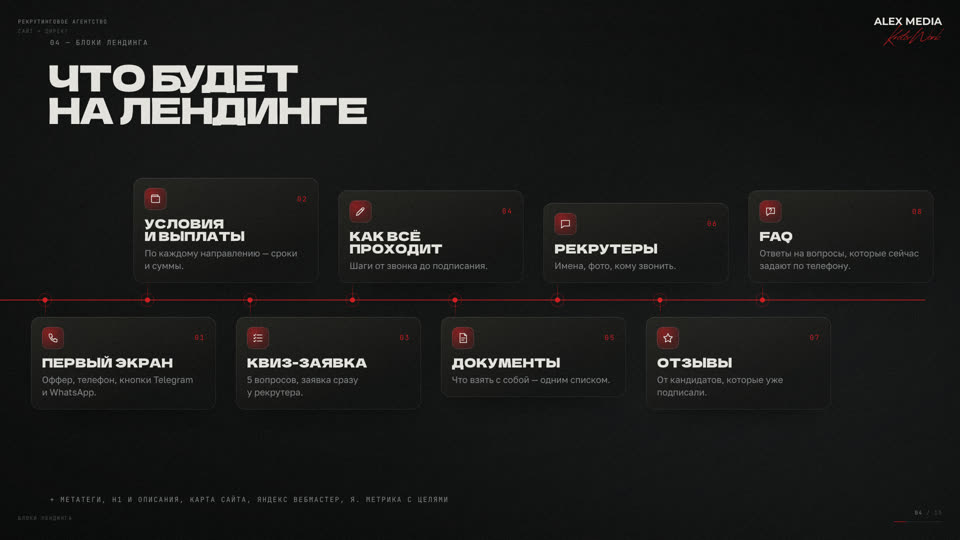 РЕКРУТИНГОВОЕ АГЕНТСТВО
САЙТ + ДИРЕКТ
04 — БЛОКИ ЛЕНДИНГА
ALEX MEDIA
ЧТО БУДЕТ
НА ЛЕНДИНГЕ
02
УСЛОВИЯ
И ВЫПЛАТЫ
По каждому направлению — сроки
и суммы.
04
КАК ВСЁ
ПРОХОДИТ
Шаги от звонка до подписания.
06
РЕКРУТЕРЫ
Имена, фото, кому звонить.
08
FAQ
Ответы на вопросы, которые сейчас
задают по телефону.
01
ПЕРВЫЙ ЭКРАН
Оффер, телефон, кнопки Telegram
и WhatsApp.
03
КВИЗ-ЗАЯВКА
5 вопросов, заявка сразу
у рекрутера.
05
ДОКУМЕНТЫ
Что взять с собой — одним списком.
07
ОТЗЫВЫ
От кандидатов, которые уже
подписали.
+ МЕТАТЕГИ, H1 И ОПИСАНИЯ, КАРТА САЙТА, ЯНДЕКС ВЕБМАСТЕР, Я. МЕТРИКА С ЦЕЛЯМИ
БЛОКИ ЛЕНДИНГА
04 / 15